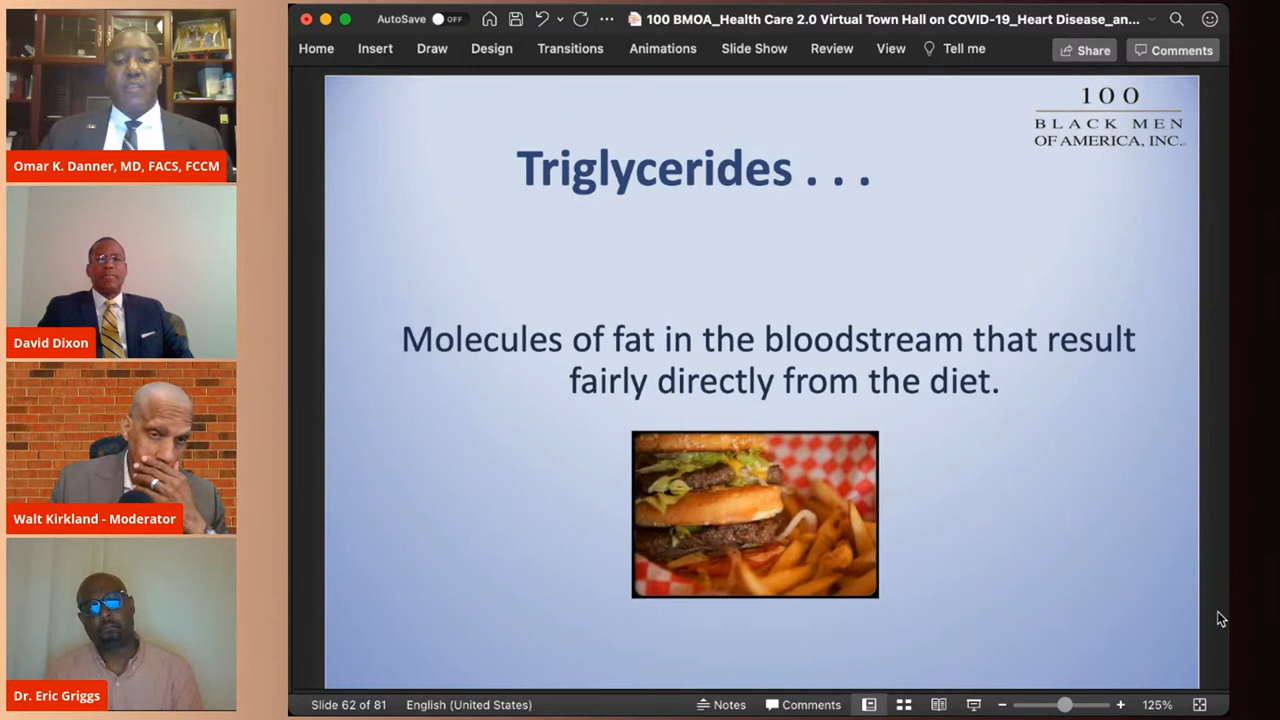 Omar K. Danner, MD, FACS, FCCM
David Dixon
Walt Kirkland - Moderator
Dr. Eric Griggs
AutoSave OFF
100 BMOA_Health Care 2.0 Virtual Town Hall on COVID-19_Heart Disease_an...
Home Insert Draw Design Transitions Animations Slide Show Review View Tell me Share Comments
100
BLACK MEN
OF AMERICA, INC.
Triglycerides . . .
Molecules of fat in the bloodstream that result
fairly directly from the diet.
Slide 62 of 81 English (United States) Notes Comments 125%